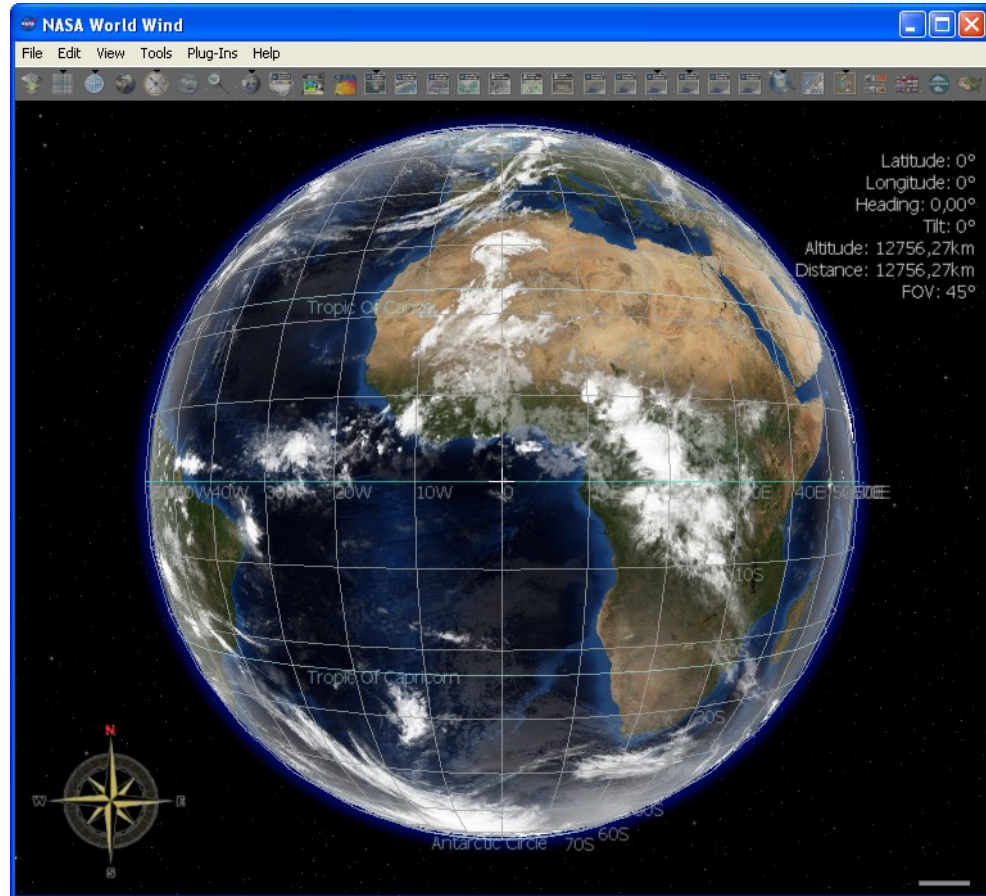 NASA World Wind
File Edit View Tools Plug-Ins Help
Latitude: 0°
Longitude: 0°
Heading: 0,00°
Tilt: 0°
Altitude: 12756,27km
Distance: 12756,27km
FOV: 45°
Tropic Of
40W 20W 10W 0 40E
10S
Tropic Of Capricorn
30S
60S
Antarctic Circle 70S
N
W E
S